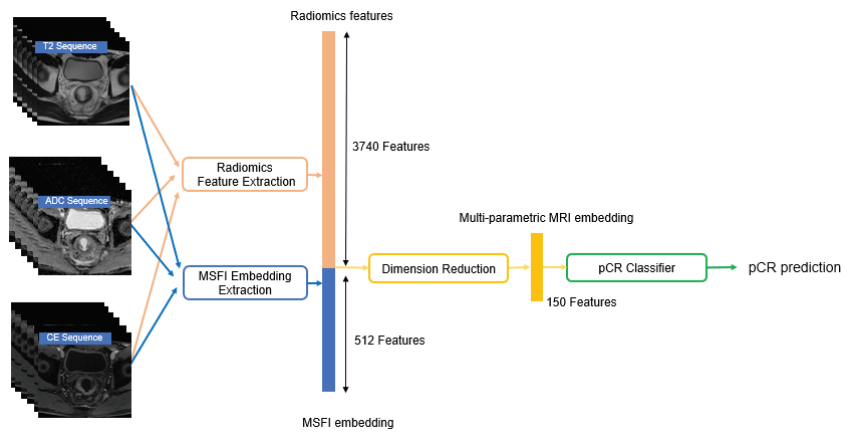 Radiomics features
T2 Sequence
3740 Features
Radiomics
Feature Extraction
ADC Sequence
Multi-parametric MRI embedding
MSFI Embedding
Extraction
Dimension Reduction
pCR Classifier
pCR prediction
150 Features
CE Sequence
512 Features
MSFI embedding